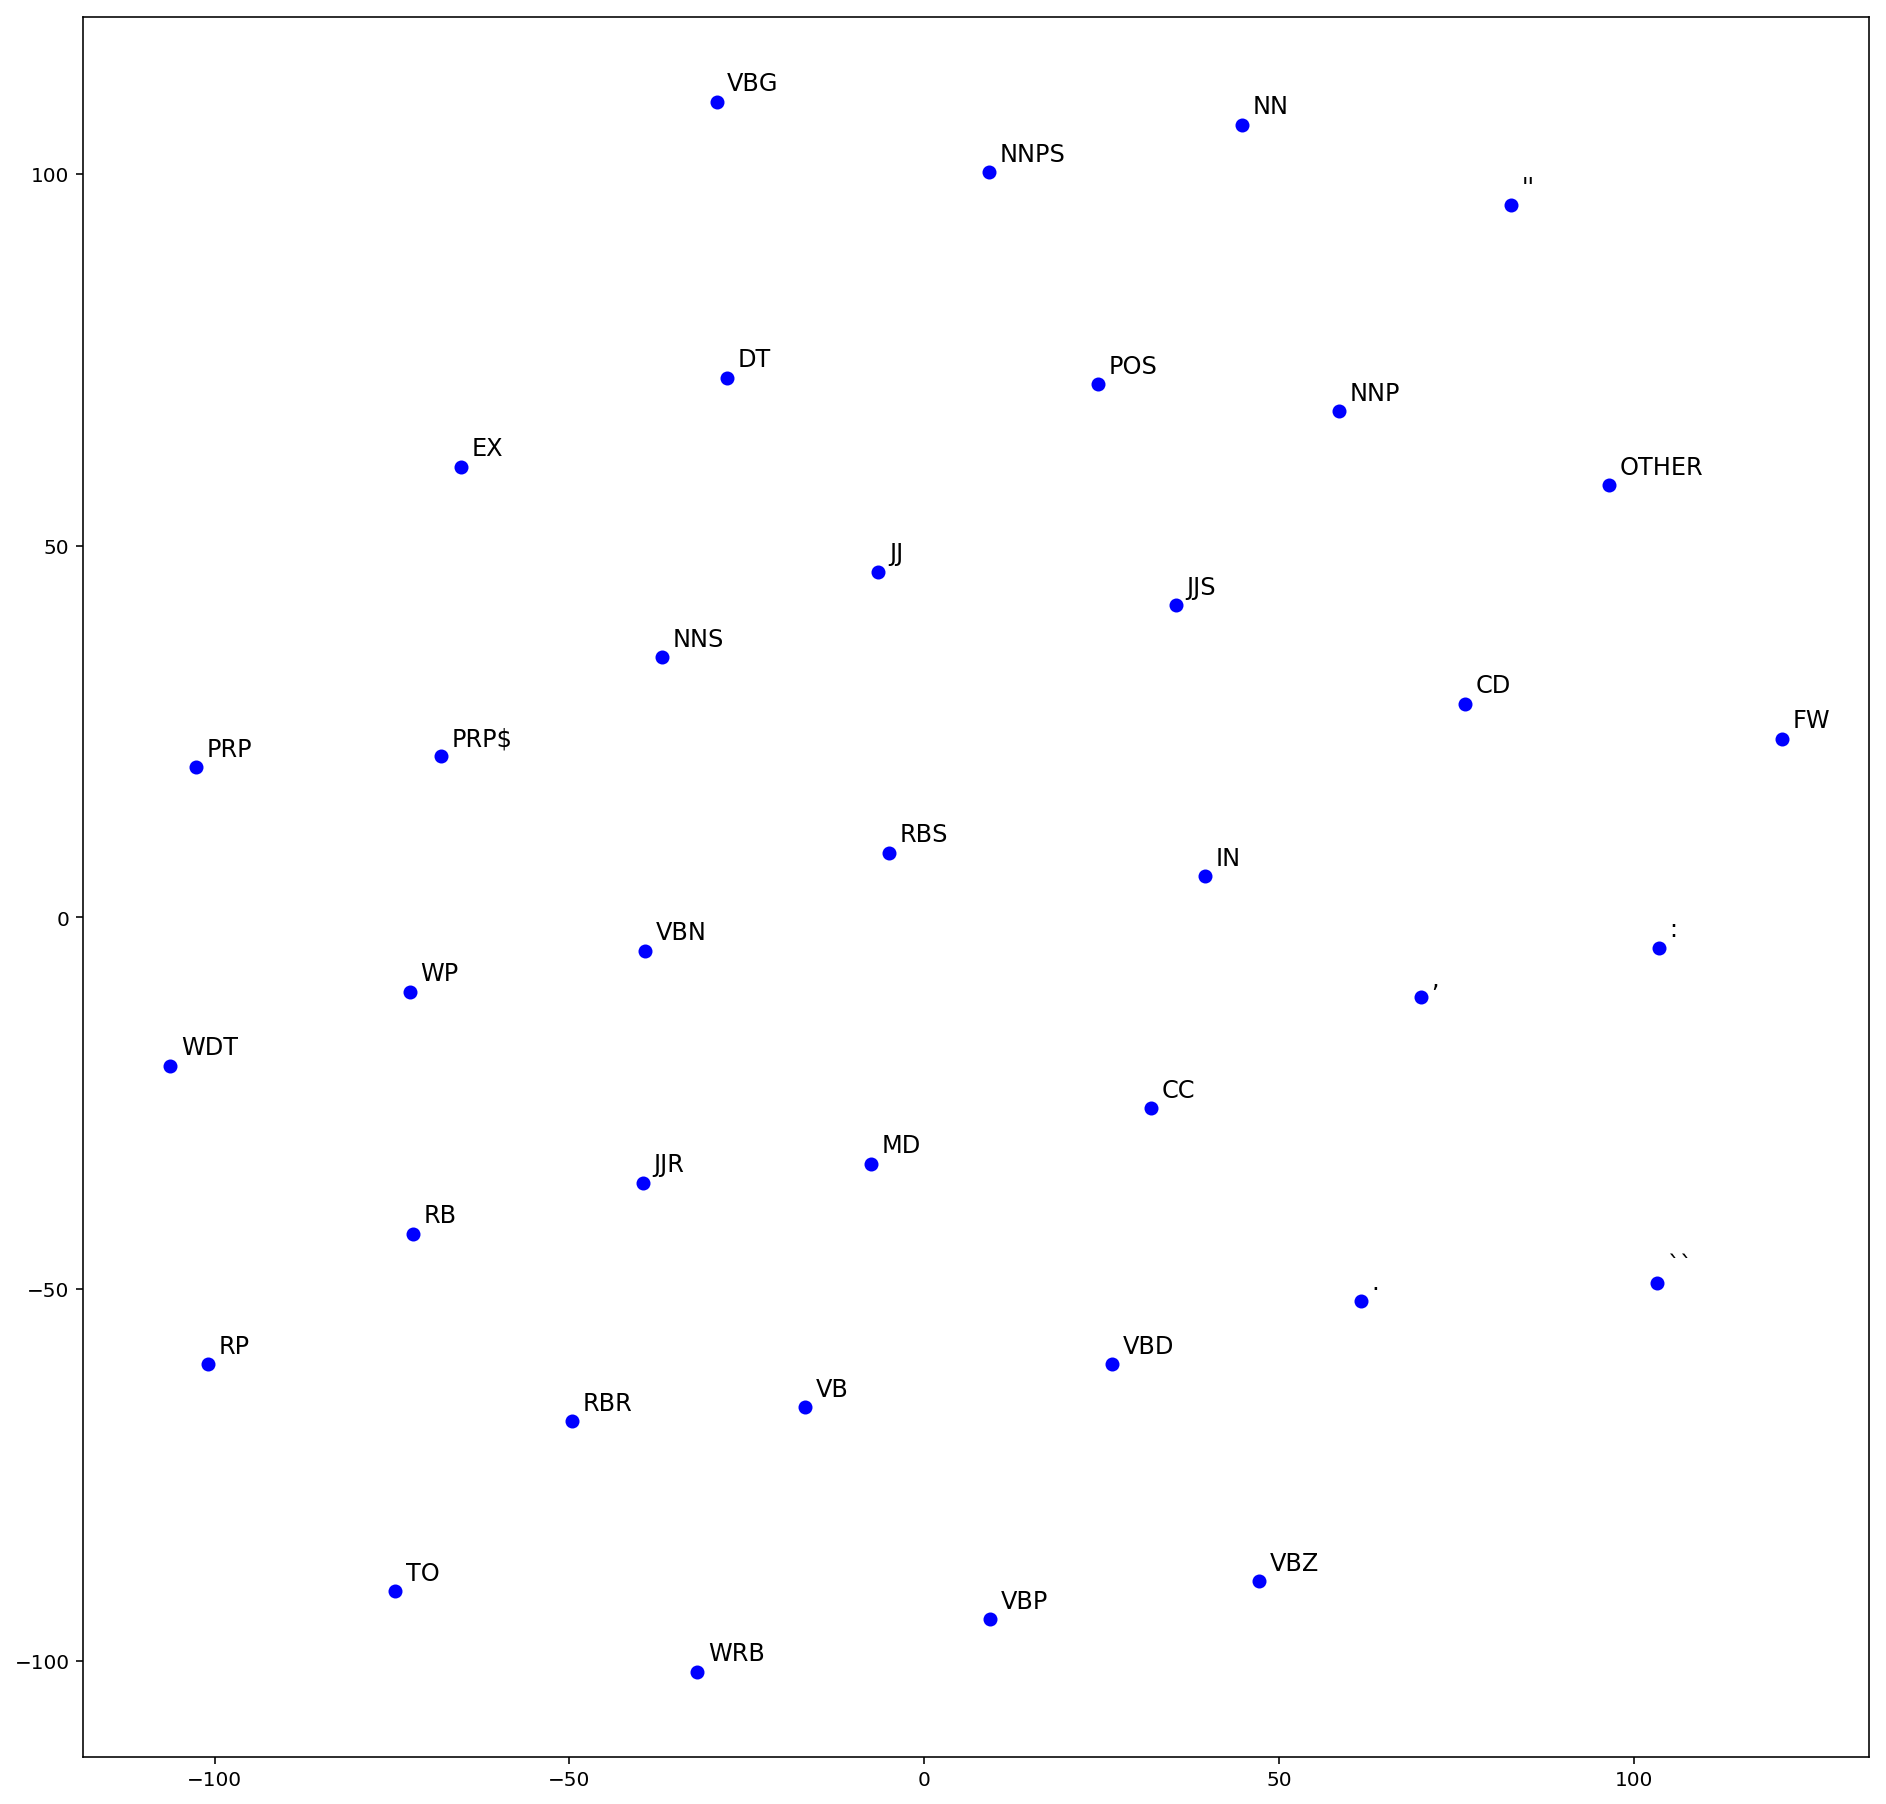 VBG
NN
NNPS
100
"
DT
POS
NNP
EX
OTHER
50
JJ
JJS
NNS
CD
FW
PRP
PRP$
RBS
IN
0
VBN
:
WP
,
WDT
CC
MD
JJR
RB
``
−50
.
RP
VBD
VB
RBR
TO
VBZ
VBP
−100
WRB
−100 −50 0 50 100